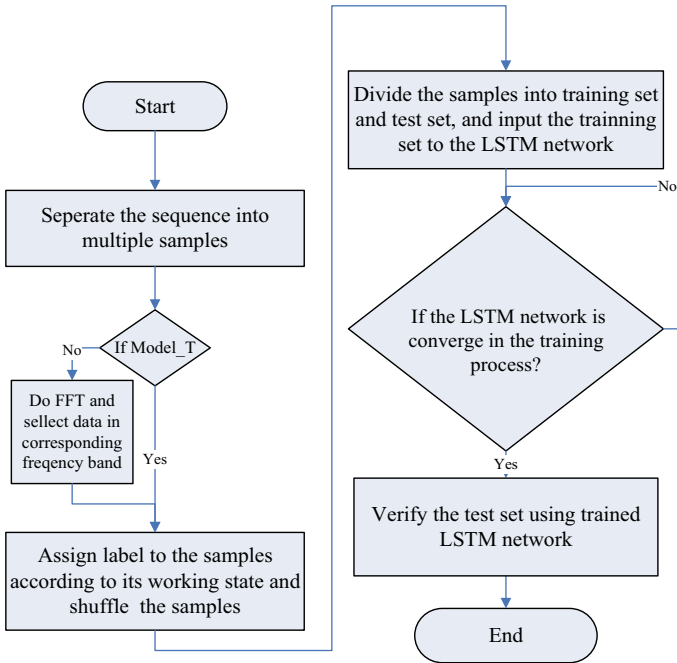 Start
Seperate the sequence into
multiple samples
If Model_T
No
Do FFT and
sellect data in
corresponding
freqency band
Yes
Assign label to the samples
according to its working state and
shuffle the samples
Divide the samples into training set
and test set, and input the trainning
set to the LSTM network
No
If the LSTM network is
converge in the training
process?
Yes
Verify the test set using trained
LSTM network
End